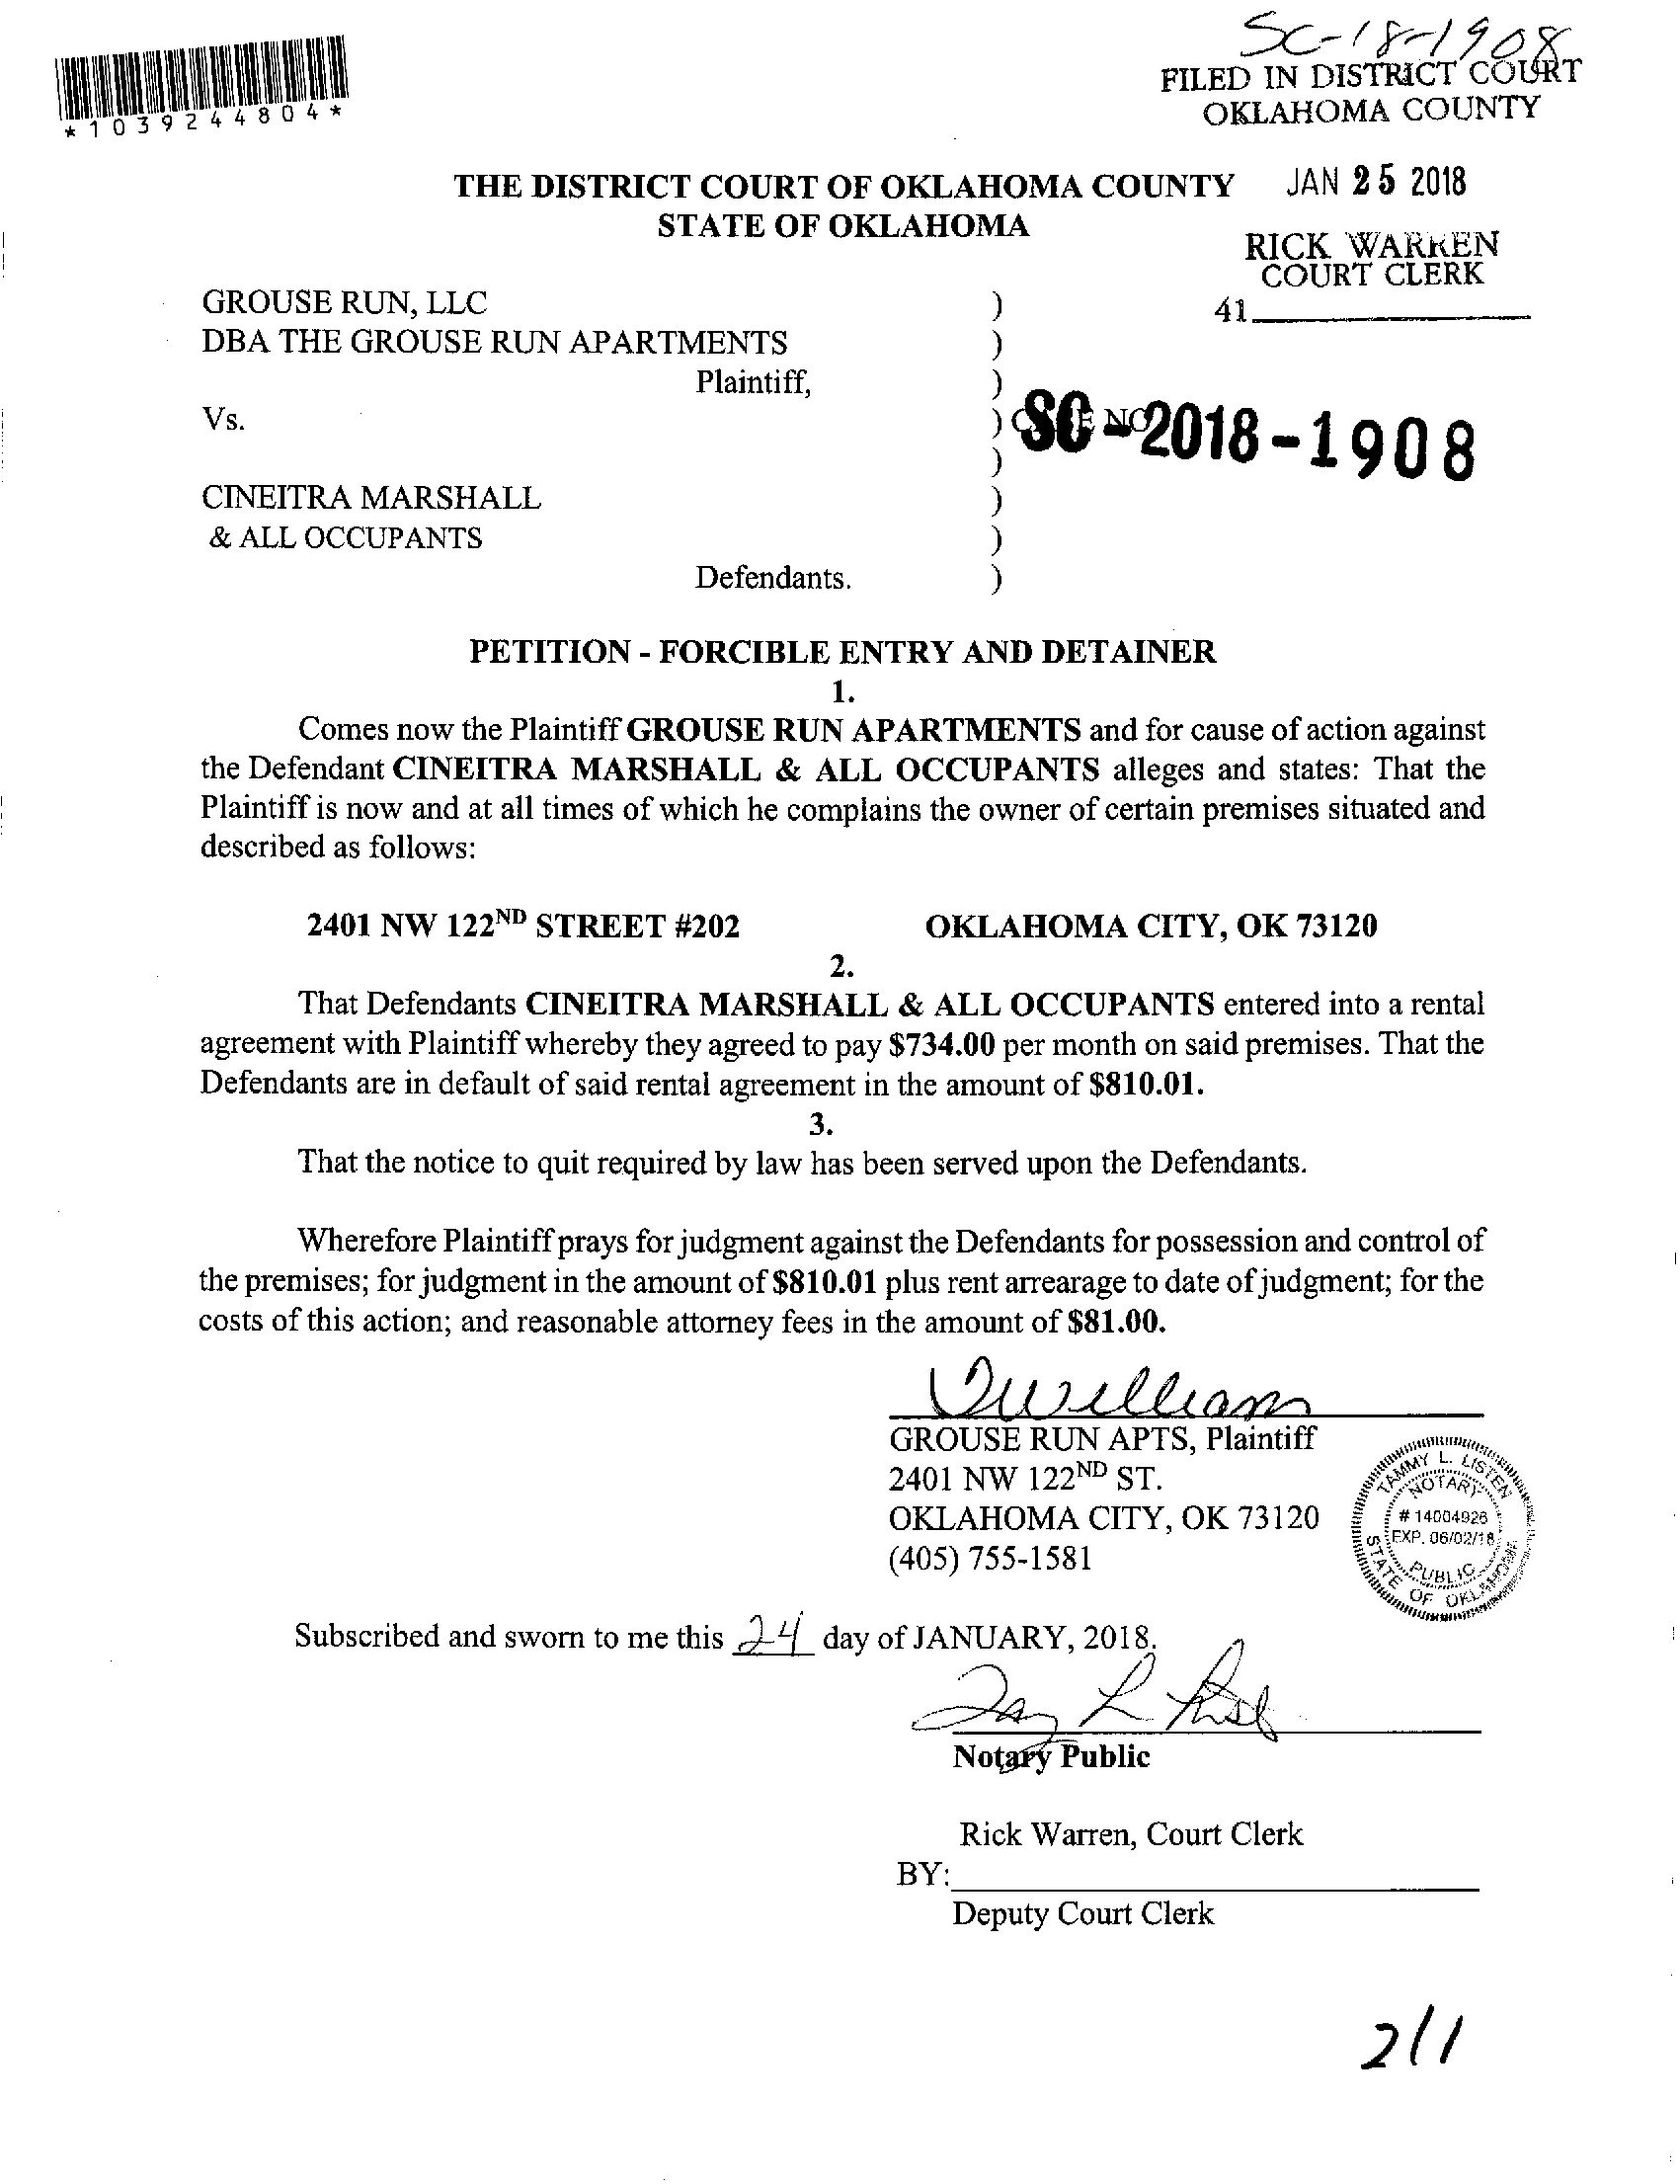 SC-18-1908
FILED IN DISTRICT COURT
OKLAHOMA COUNTY
*1039244804*
THE DISTRICT COURT OF OKLAHOMA COUNTY
STATE OF OKLAHOMA
JAN 25 2018
RICK WARREN
COURT CLERK
41
GROUSE RUN, LLC )
DBA THE GROUSE RUN APARTMENTS )
Plaintiff, )
Vs. ) SC-2018-1908
)
CINEITRA MARSHALL )
& ALL OCCUPANTS )
Defendants. )
PETITION - FORCIBLE ENTRY AND DETAINER
1.
Comes now the Plaintiff GROUSE RUN APARTMENTS and for cause of action against
the Defendant CINEITRA MARSHALL & ALL OCCUPANTS alleges and states: That the
Plaintiff is now and at all times of which he complains the owner of certain premises situated and
described as follows:
2401 NW 122ND STREET #202 OKLAHOMA CITY, OK 73120
2.
That Defendants CINEITRA MARSHALL & ALL OCCUPANTS entered into a rental
agreement with Plaintiff whereby they agreed to pay $734.00 per month on said premises. That the
Defendants are in default of said rental agreement in the amount of $810.01.
3.
That the notice to quit required by law has been served upon the Defendants.
Wherefore Plaintiff prays for judgment against the Defendants for possession and control of
the premises; for judgment in the amount of $810.01 plus rent arrearage to date of judgment; for the
costs of this action; and reasonable attorney fees in the amount of $81.00.
GROUSE RUN APTS, Plaintiff
2401 NW 122ND ST.
OKLAHOMA CITY, OK 73120
(405) 755-1581
TAMMY L. LISTEN
NOTARY
# 14004926
EXP. 06/02/18
PUBLIC
STATE OF OKLAHOMA
Subscribed and sworn to me this 24 day of JANUARY, 2018.
Notary Public
Rick Warren, Court Clerk
BY:
Deputy Court Clerk
2/1